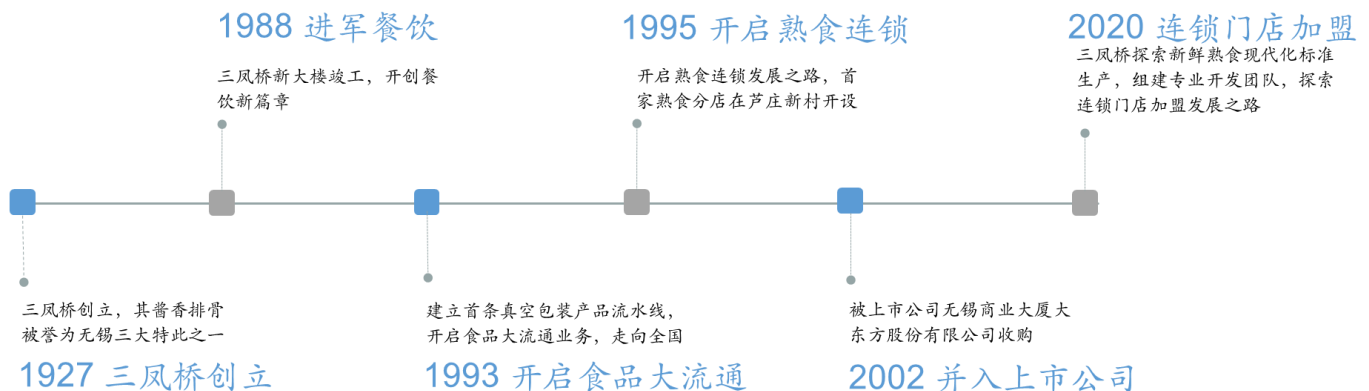 1988 进军餐饮
三凤桥新大楼竣工，开创餐
饮新篇章
1995 开启熟食连锁
开启熟食连锁发展之路，首
家熟食分店在芦庄新村开设
2020 连锁门店加盟
三凤桥探索新鲜熟食现代化标准
生产，组建专业开发团队，探索
连锁门店加盟发展之路
三凤桥创立，其酱香排骨
被誉为无锡三大特此之一
1927 三凤桥创立
建立首条真空包装产品流水线，
开启食品大流通业务，走向全国
1993 开启食品大流通
被上市公司无锡商业大厦大
东方股份有限公司收购
2002 并入上市公司